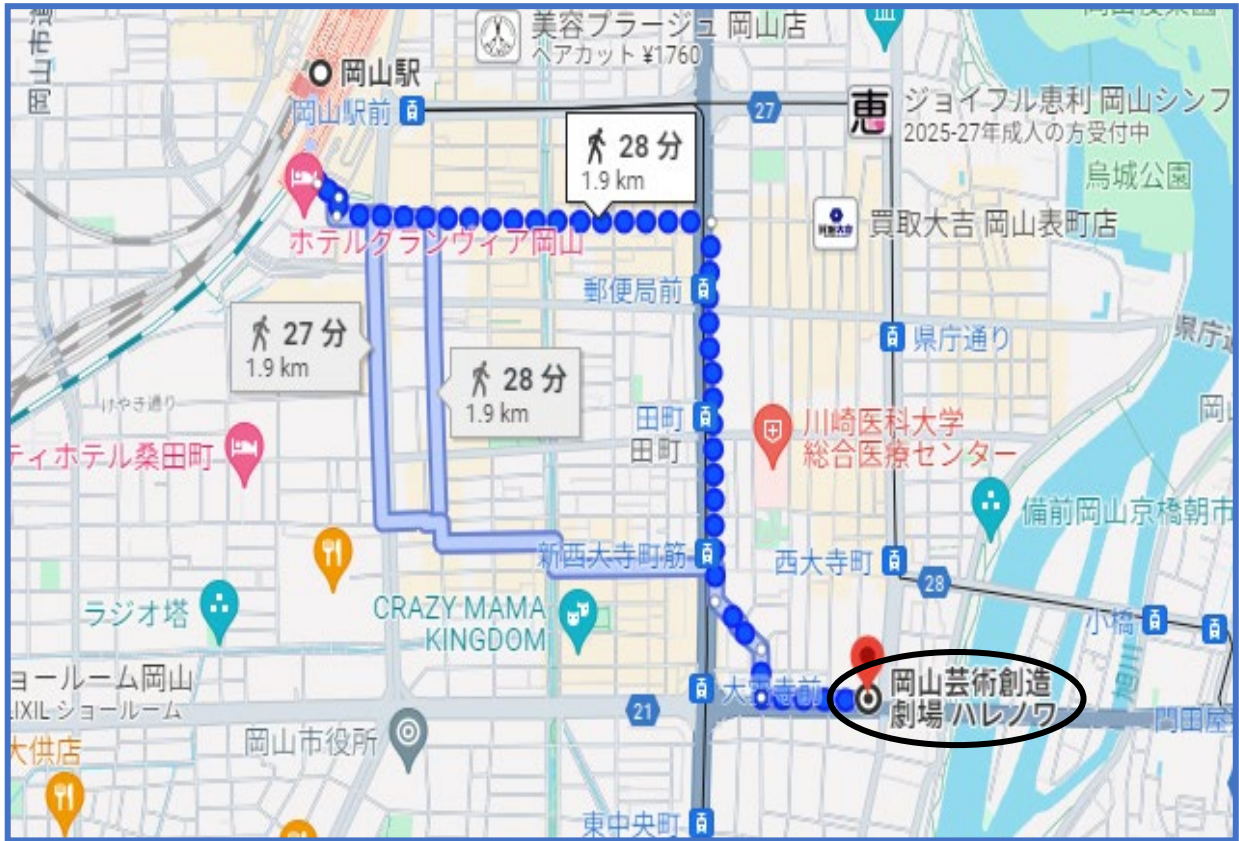 岡山市
美容プラージュ 岡山店
ヘアカット ¥1760
岡山駅
岡山駅前
27
恵
ジョイフル恵利 岡山シンフ
2025-27年成人の方受付中
28 分
1.9 km
烏城公園
買取大吉 岡山表町店
ホテルグランヴィア岡山
郵便局前
県庁通り
27 分
1.9 km
28 分
1.9 km
けやき通り
田町
田町
川崎医科大学
総合医療センター
ティホテル桑田町
備前岡山京橋朝市
新西大寺町筋
西大寺町
28
ラジオ塔
CRAZY MAMA
KINGDOM
小橋
旭川
ョールーム岡山
LIXIL ショールーム
大雲寺前
岡山芸術創造
劇場 ハレノワ
21
門田屋
岡山市役所
大供店
東中央町